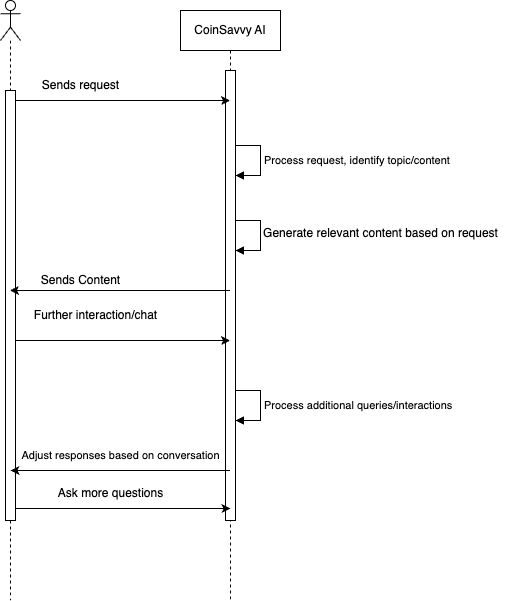 CoinSavvy AI
Sends request
Process request, identify topic/content
Generate relevant content based on request
Sends Content
Further interaction/chat
Process additional queries/interactions
Adjust responses based on conversation
Ask more questions